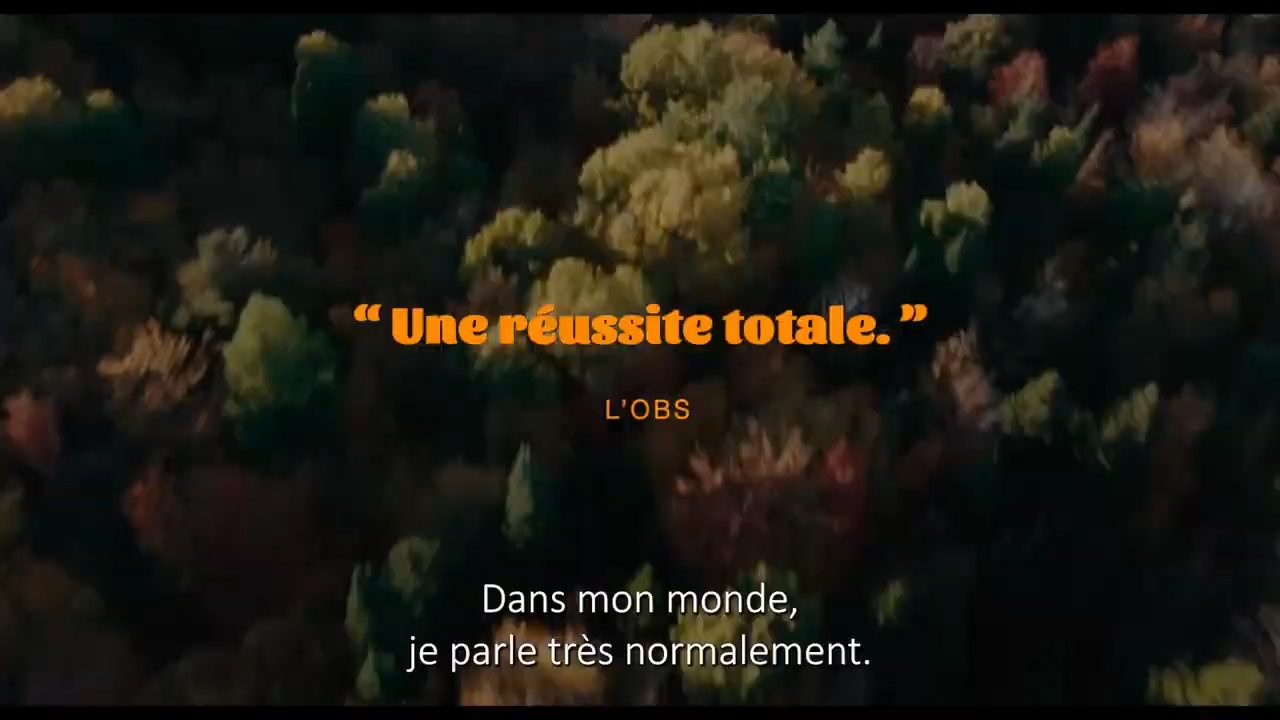 “ Une réussite totale. ”
L’OBS
Dans mon monde,
je parle très normalement.